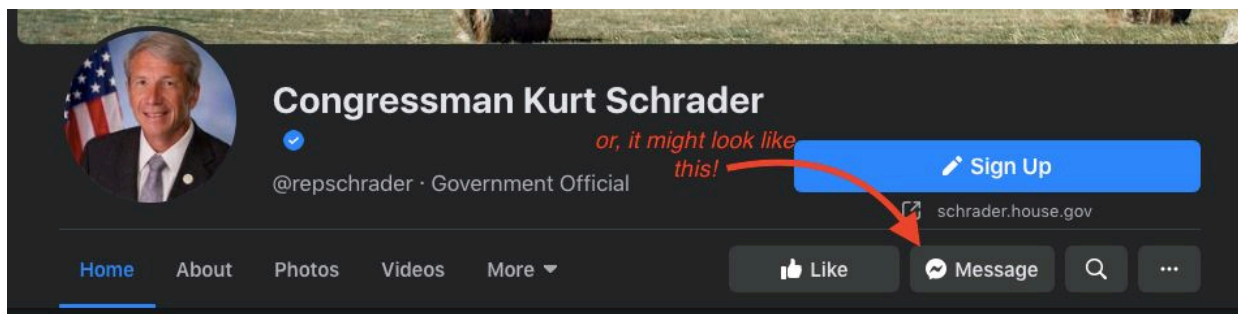 Congressman Kurt Schrader
or, it might look like
this!
Sign Up
@repschrader · Government Official
schrader.house.gov
Home About Photos Videos More
Like Message